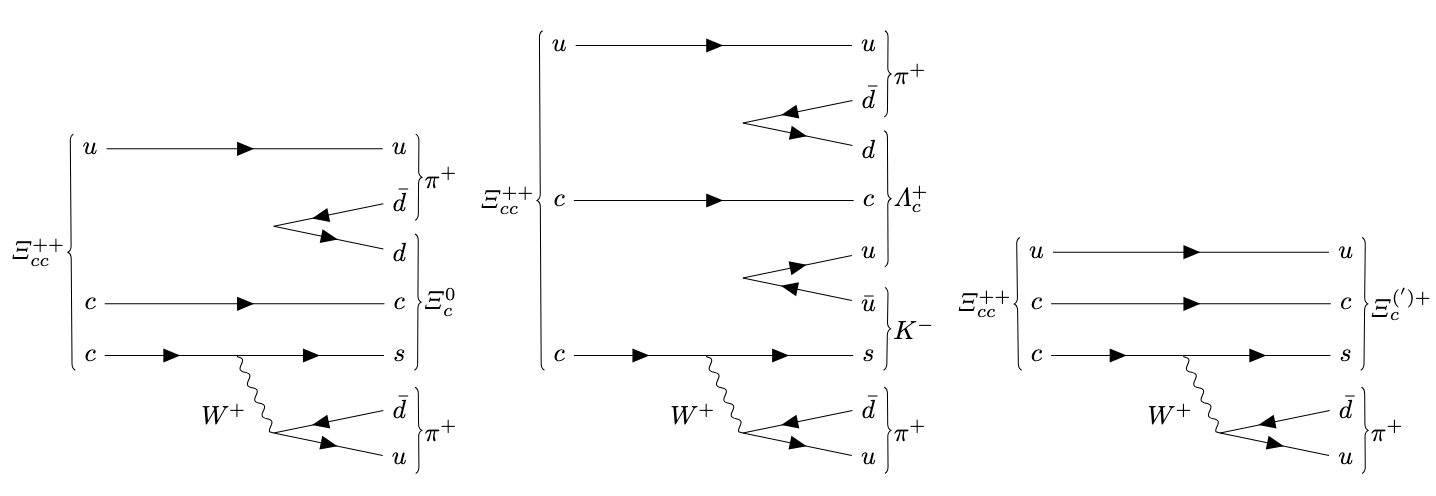 u u
d̄ π⁺
d
Ξcc⁺⁺ c c Ξc⁰
c s
W⁺ d̄ π⁺
u
u u
d̄ π⁺
d
Ξcc⁺⁺ c c Λc⁺
u
ū
c s K⁻
W⁺ d̄ π⁺
u
u u
Ξcc⁺⁺ c c Ξc⁽′⁾⁺
c s
W⁺ d̄ π⁺
u